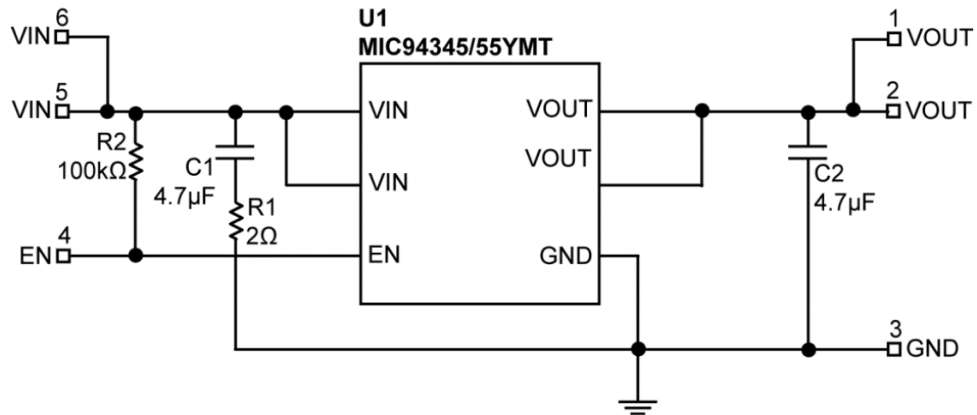 U1
MIC94345/55YMT
6
VIN
5
VIN
R2
100kΩ
C1
4.7µF
R1
2Ω
4
EN
VIN
VIN
EN
VOUT
VOUT
GND
1
VOUT
2
VOUT
C2
4.7µF
3
GND